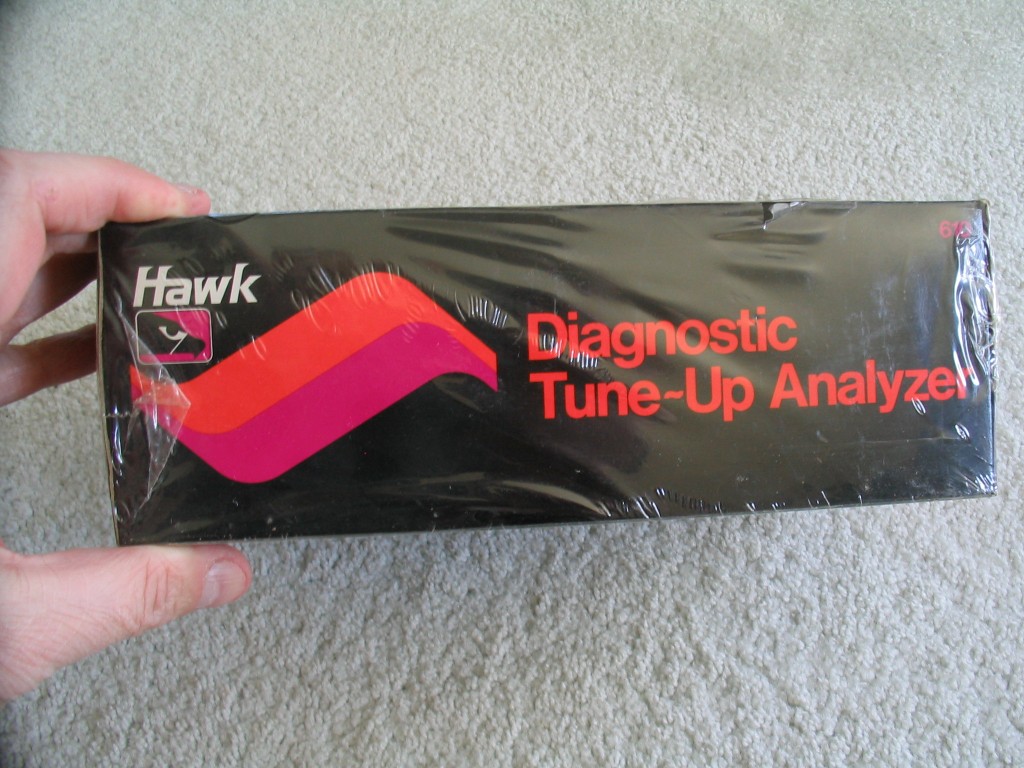 Hawk
Diagnostic
Tune-Up Analyzer